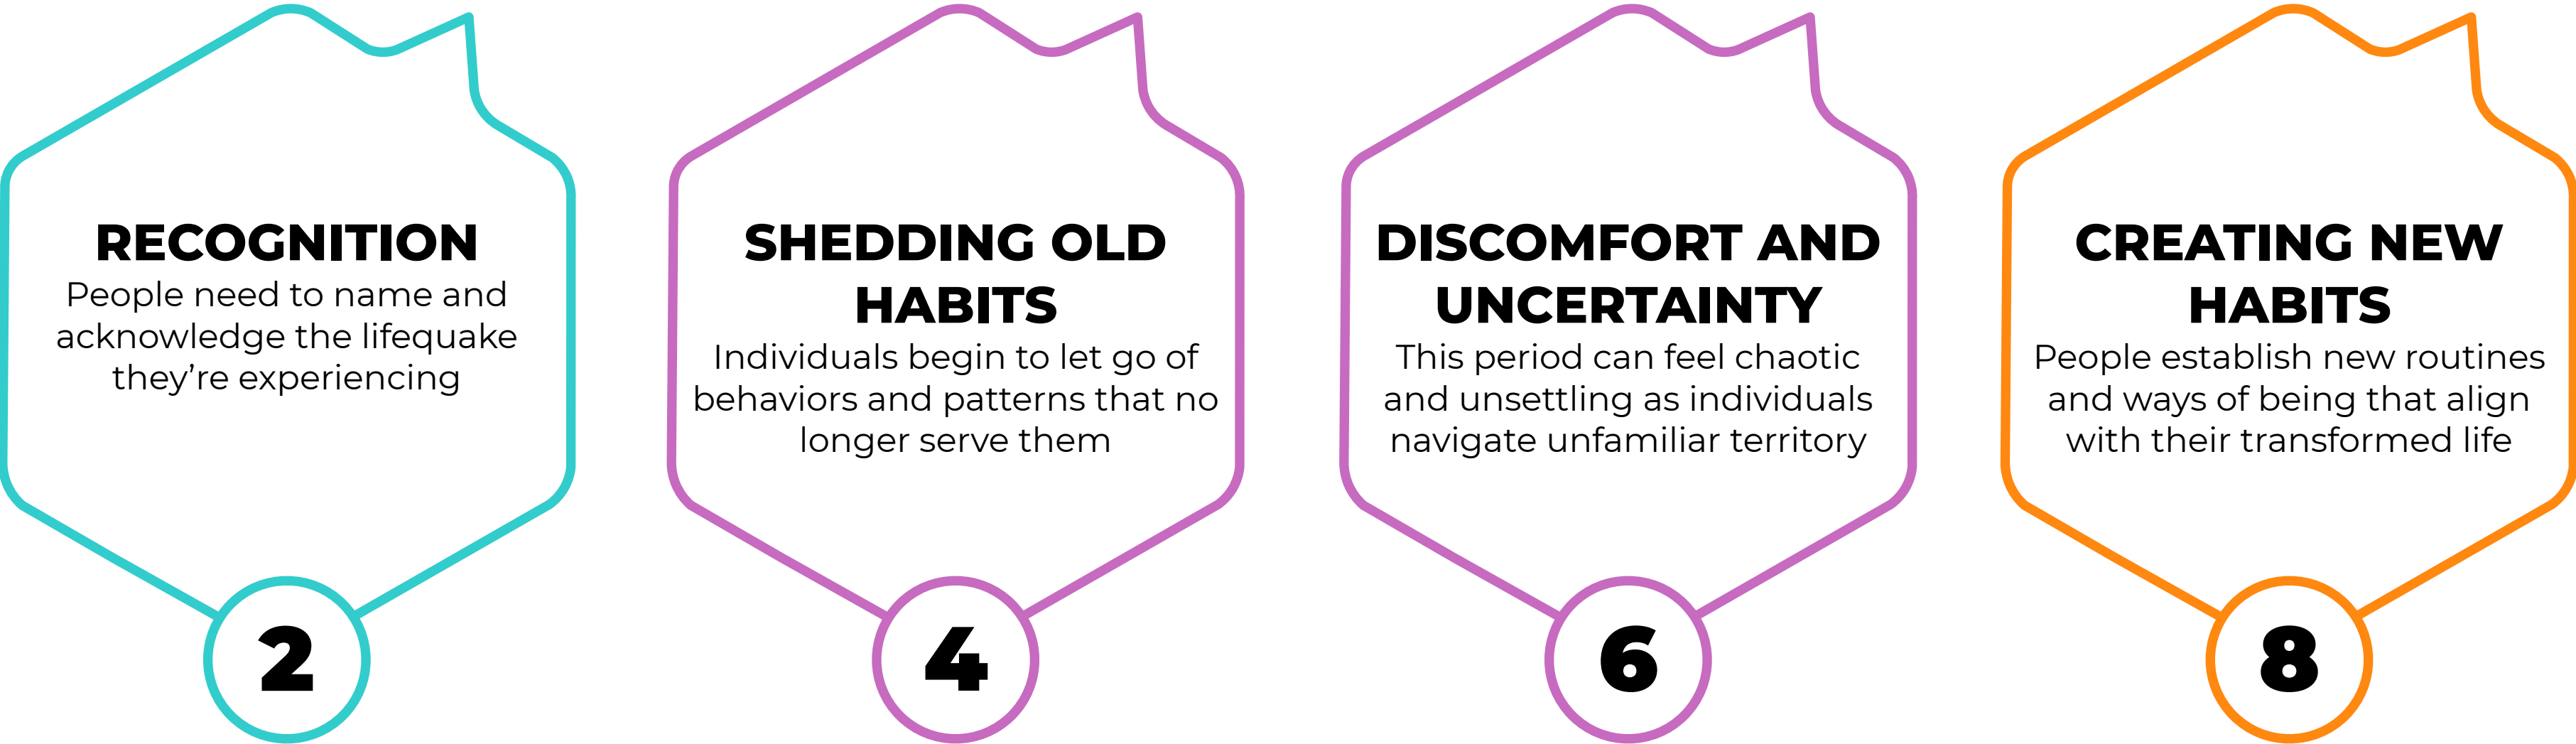 RECOGNITION
People need to name and
acknowledge the lifequake
they’re experiencing
2
SHEDDING OLD
HABITS
Individuals begin to let go of
behaviors and patterns that no
longer serve them
4
DISCOMFORT AND
UNCERTAINTY
This period can feel chaotic
and unsettling as individuals
navigate unfamiliar territory
6
CREATING NEW
HABITS
People establish new routines
and ways of being that align
with their transformed life
8